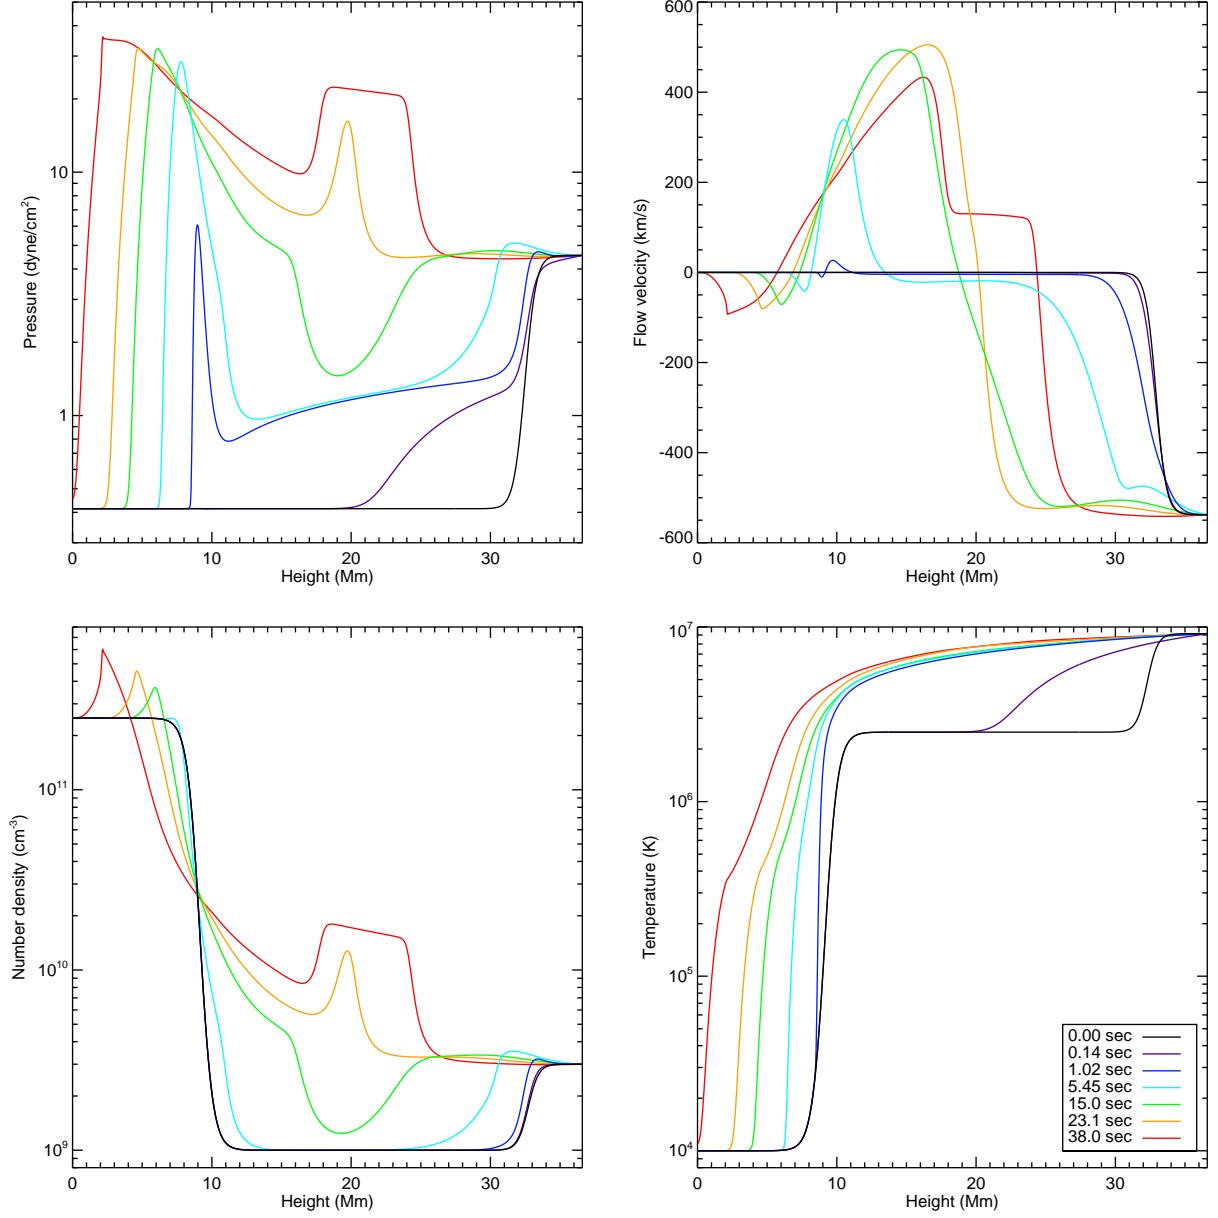 Pressure (dyne/cm²)
10
1
0 10 20 30
Height (Mm)
Flow velocity (km/s)
600
400
200
0
-200
-400
-600
0 10 20 30
Height (Mm)
Number density (cm⁻³)
10¹¹
10¹⁰
10⁹
0 10 20 30
Height (Mm)
Temperature (K)
10⁷
10⁶
10⁵
10⁴
0 10 20 30
Height (Mm)
0.00 sec
0.14 sec
1.02 sec
5.45 sec
15.0 sec
23.1 sec
38.0 sec